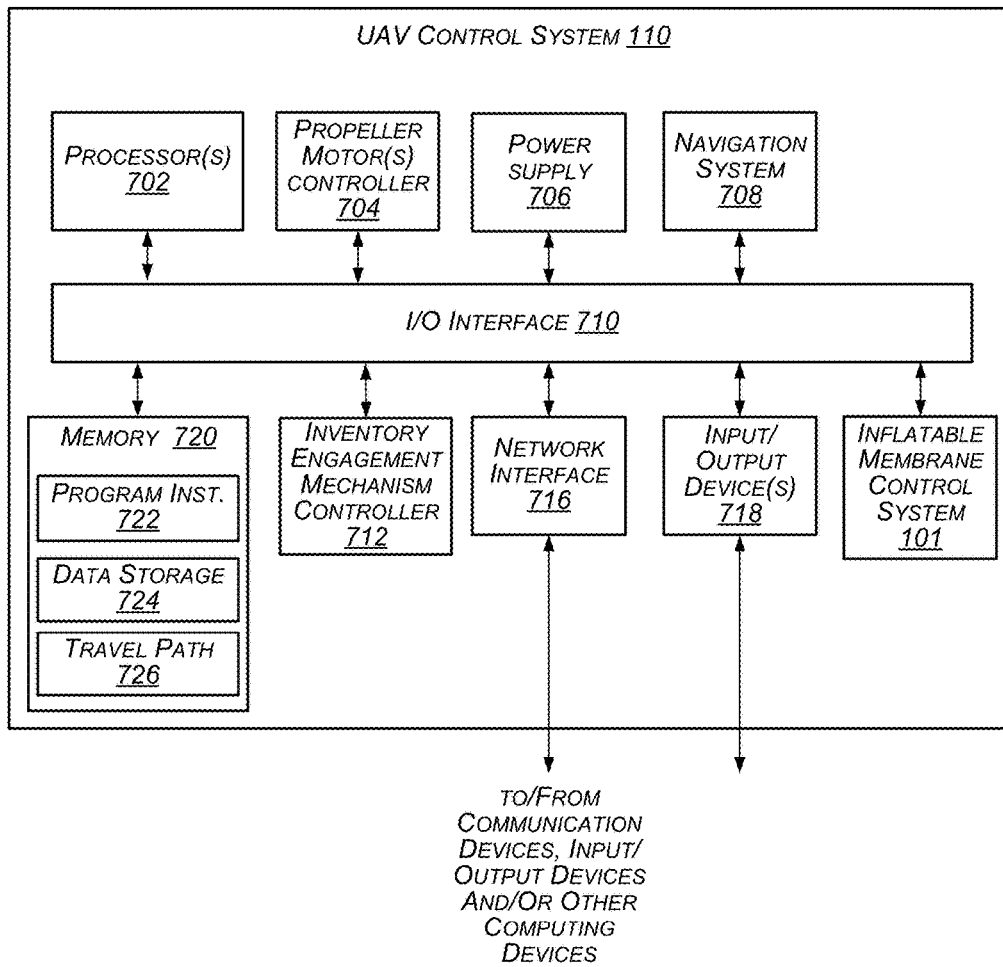 UAV CONTROL SYSTEM 110
PROCESSOR(S)
702
PROPELLER
MOTOR(S)
CONTROLLER
704
POWER
SUPPLY
706
NAVIGATION
SYSTEM
708
I/O INTERFACE 710
MEMORY 720
PROGRAM INST.
722
DATA STORAGE
724
TRAVEL PATH
726
INVENTORY
ENGAGEMENT
MECHANISM
CONTROLLER
712
NETWORK
INTERFACE
716
INPUT/
OUTPUT
DEVICE(S)
718
INFLATABLE
MEMBRANE
CONTROL
SYSTEM
101
TO/FROM
COMMUNICATION
DEVICES, INPUT/
OUTPUT DEVICES
AND/OR OTHER
COMPUTING
DEVICES